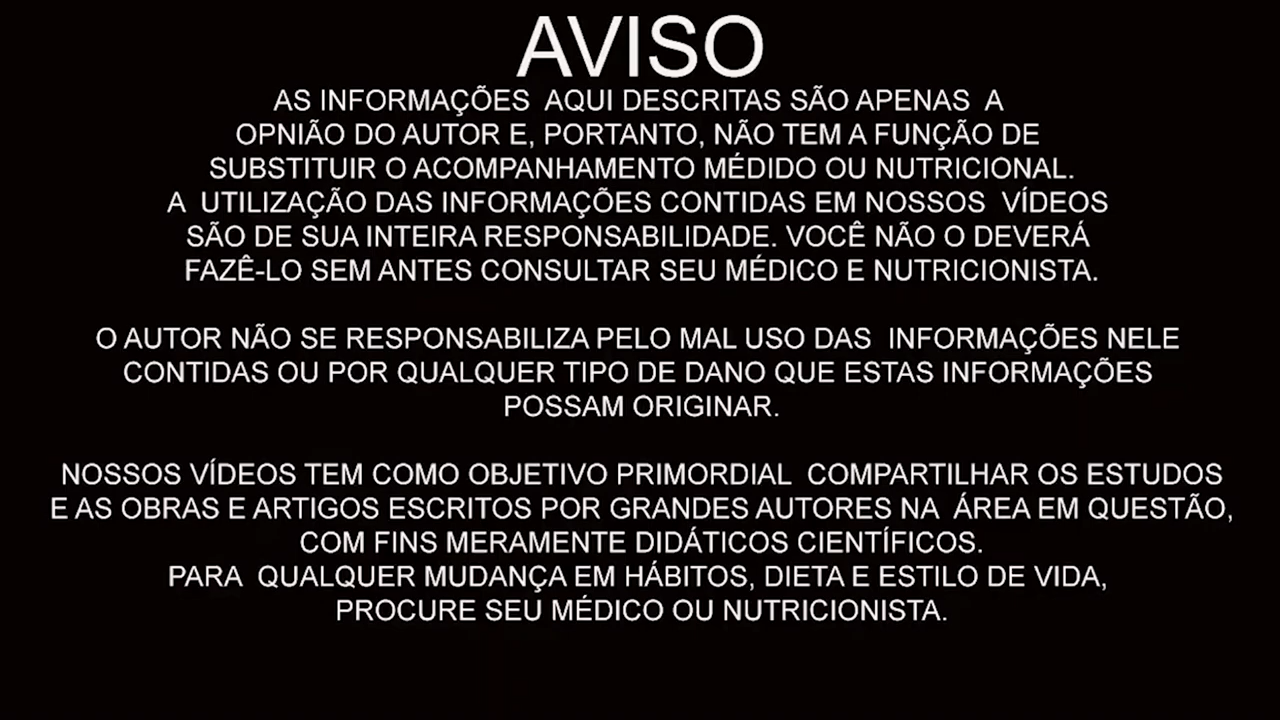 AVISO
AS INFORMAÇÕES AQUI DESCRITAS SÃO APENAS A
OPNIÃO DO AUTOR E, PORTANTO, NÃO TEM A FUNÇÃO DE
SUBSTITUIR O ACOMPANHAMENTO MÉDIDO OU NUTRICIONAL.
A UTILIZAÇÃO DAS INFORMAÇÕES CONTIDAS EM NOSSOS VÍDEOS
SÃO DE SUA INTEIRA RESPONSABILIDADE. VOCÊ NÃO O DEVERÁ
FAZÊ-LO SEM ANTES CONSULTAR SEU MÉDICO E NUTRICIONISTA.
O AUTOR NÃO SE RESPONSABILIZA PELO MAL USO DAS INFORMAÇÕES NELE
CONTIDAS OU POR QUALQUER TIPO DE DANO QUE ESTAS INFORMAÇÕES
POSSAM ORIGINAR.
NOSSOS VÍDEOS TEM COMO OBJETIVO PRIMORDIAL COMPARTILHAR OS ESTUDOS
E AS OBRAS E ARTIGOS ESCRITOS POR GRANDES AUTORES NA ÁREA EM QUESTÃO,
COM FINS MERAMENTE DIDÁTICOS CIENTÍFICOS.
PARA QUALQUER MUDANÇA EM HÁBITOS, DIETA E ESTILO DE VIDA,
PROCURE SEU MÉDICO OU NUTRICIONISTA.